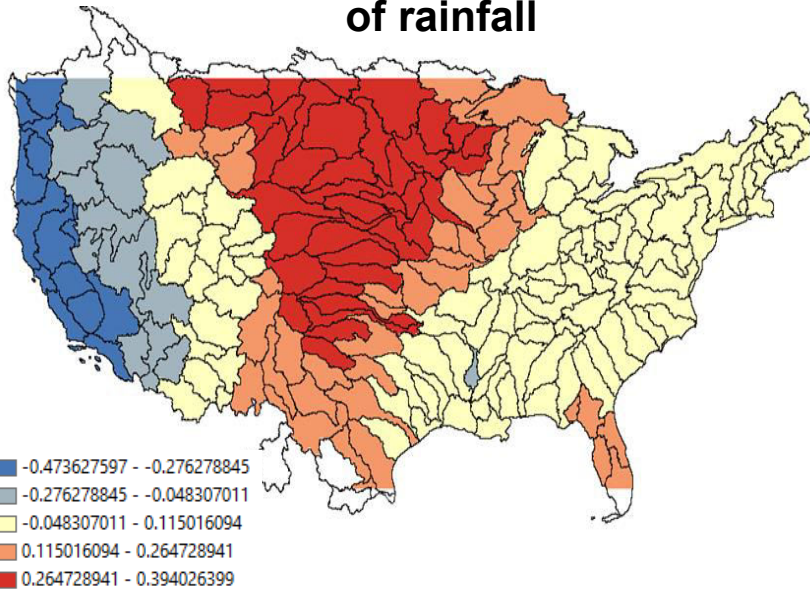 of rainfall
-0.473627597 - -0.276278845
-0.276278845 - -0.048307011
-0.048307011 - 0.115016094
0.115016094 - 0.264728941
0.264728941 - 0.394026399